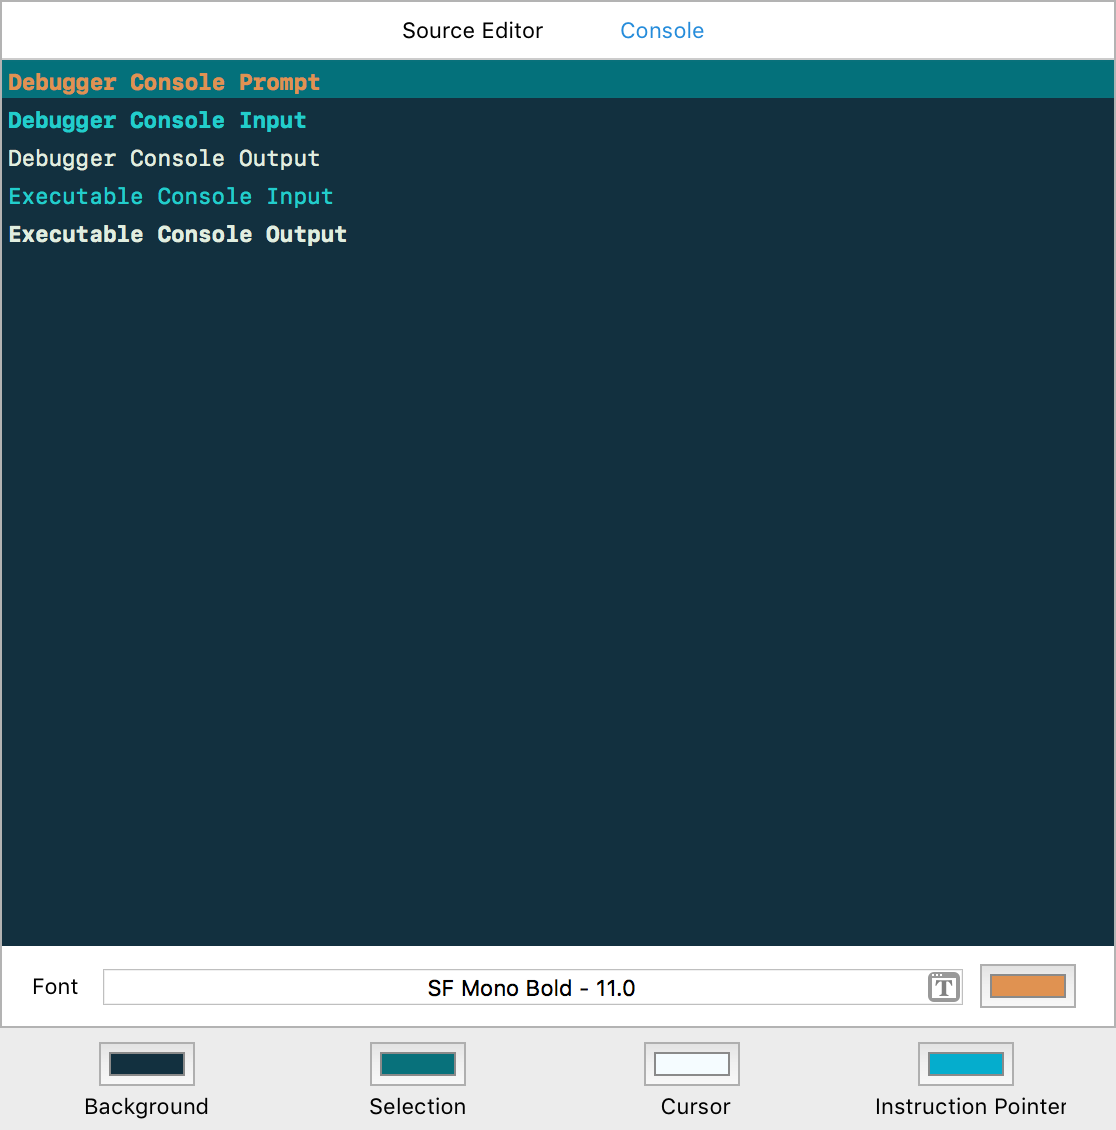 Source Editor Console
Debugger Console Prompt
Debugger Console Input
Debugger Console Output
Executable Console Input
Executable Console Output
Font SF Mono Bold - 11.0 T
Background Selection Cursor Instruction Pointer